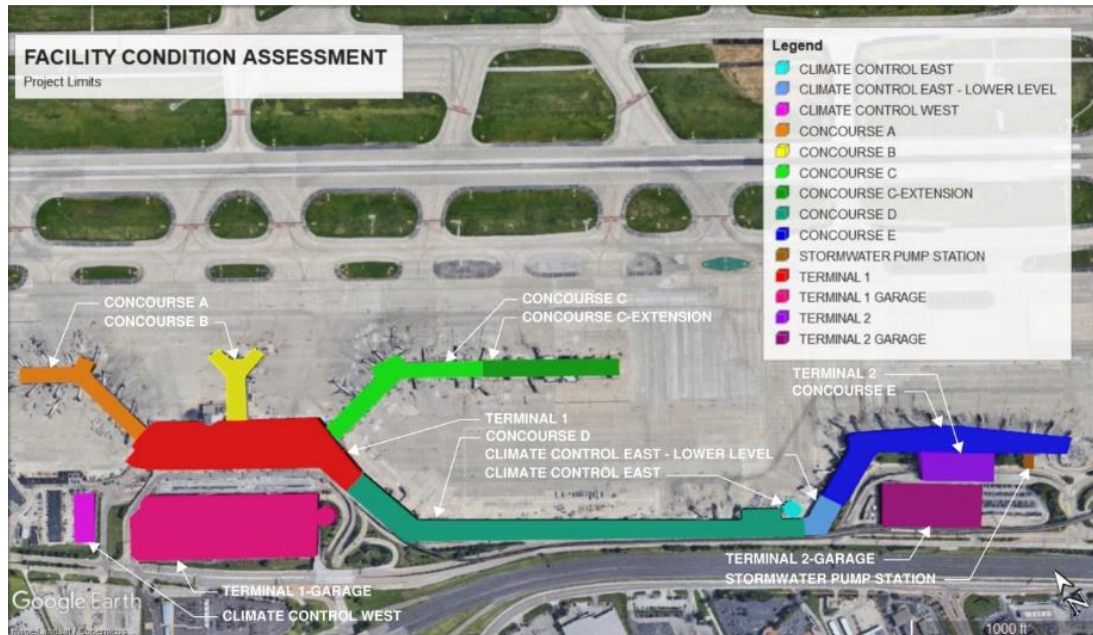 FACILITY CONDITION ASSESSMENT
Project Limits
Legend
CLIMATE CONTROL EAST
CLIMATE CONTROL EAST - LOWER LEVEL
CLIMATE CONTROL WEST
CONCOURSE A
CONCOURSE B
CONCOURSE C
CONCOURSE C-EXTENSION
CONCOURSE D
CONCOURSE E
STORMWATER PUMP STATION
TERMINAL 1
TERMINAL 1 GARAGE
TERMINAL 2
TERMINAL 2 GARAGE
CONCOURSE A
CONCOURSE B
CONCOURSE C
CONCOURSE C-EXTENSION
TERMINAL 2
CONCOURSE E
TERMINAL 1
CONCOURSE D
CLIMATE CONTROL EAST - LOWER LEVEL
CLIMATE CONTROL EAST
TERMINAL 2-GARAGE
STORMWATER PUMP STATION
TERMINAL 1-GARAGE
CLIMATE CONTROL WEST
Google Earth
Image Landsat / Copernicus
N
1000 ft